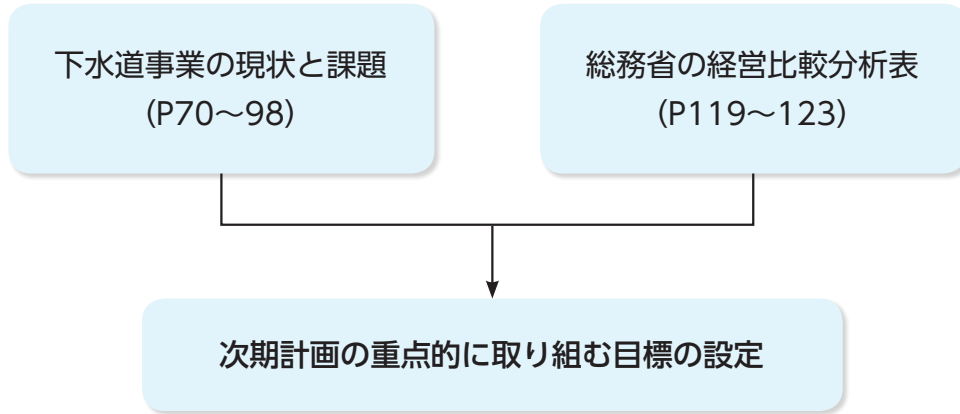 下水道事業の現状と課題
(P70～98)
総務省の経営比較分析表
(P119～123)
次期計画の重点的に取り組む目標の設定